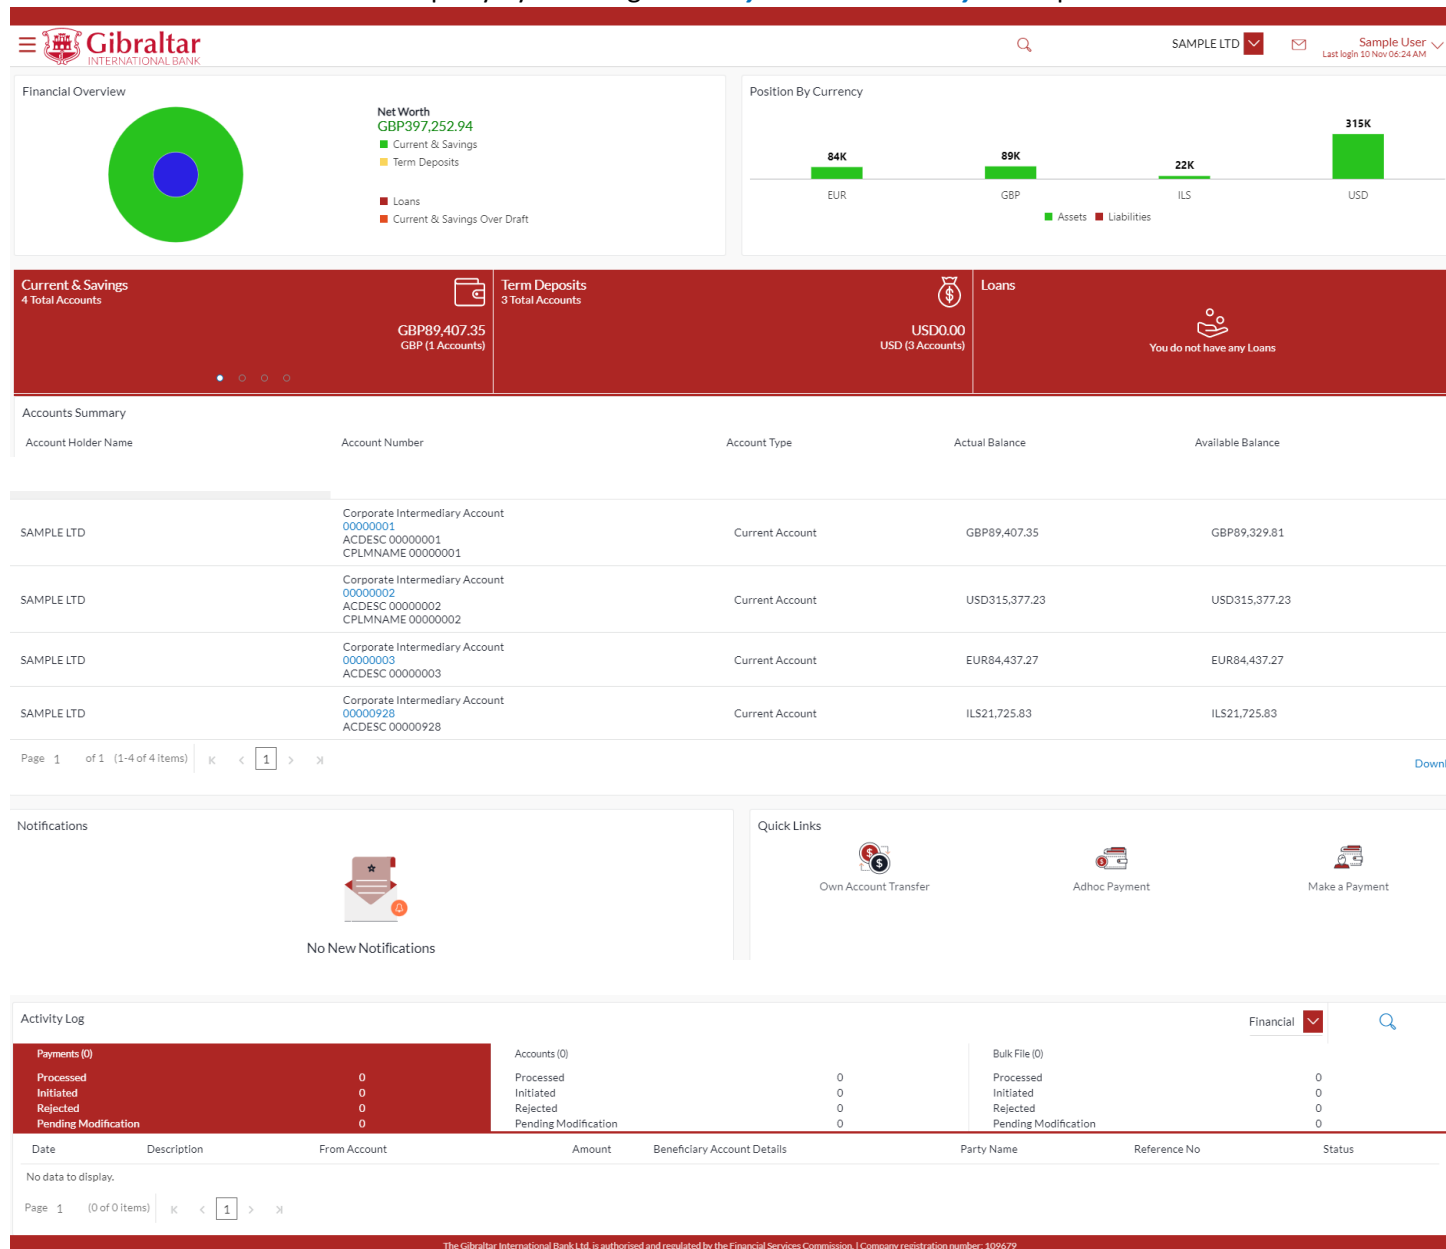 Gibraltar
INTERNATIONAL BANK
SAMPLE LTD
Sample User
Last login 10 Nov 06:24 AM
Financial Overview
Net Worth
GBP397,252.94
Current & Savings
Term Deposits
Loans
Current & Savings Over Draft
Position By Currency
84K
89K
22K
315K
EUR
GBP
ILS
USD
Assets
Liabilities
Current & Savings
4 Total Accounts
GBP89,407.35
GBP (1 Accounts)
Term Deposits
3 Total Accounts
USD0.00
USD (3 Accounts)
Loans
You do not have any Loans
Accounts Summary
Account Holder Name Account Number Account Type Actual Balance Available Balance
Corporate Intermediary Account
00000001
SAMPLE LTD Current Account GBP89,407.35 GBP89,329.81
ACDESC 00000001
CPLMNAME 00000001
Corporate Intermediary Account
00000002
SAMPLE LTD Current Account USD315,377.23 USD315,377.23
ACDESC 00000002
CPLMNAME 00000002
Corporate Intermediary Account
SAMPLE LTD 00000003 Current Account EUR84,437.27 EUR84,437.27
ACDESC 00000003
Corporate Intermediary Account
SAMPLE LTD 00000928 Current Account ILS21,725.83 ILS21,725.83
ACDESC 00000928
Page 1 of 1 (1-4 of 4 items) K < 1 > >|
Notifications
No New Notifications
Quick Links
Own Account Transfer
Adhoc Payment
Make a Payment
Activity Log
Financial
Payments (0)
Processed 0
Initiated 0
Rejected 0
Pending Modification 0
Accounts (0)
Processed 0
Initiated 0
Rejected 0
Pending Modification 0
Bulk File (0)
Processed 0
Initiated 0
Rejected 0
Pending Modification 0
Date Description From Account Amount Beneficiary Account Details Party Name Reference No Status
No data to display.
Page 1 (0 of 0 items) K < 1 > >|
The Gibraltar International Bank Ltd. is authorised and regulated by the Financial Services Commission. | Company registration number: 109679